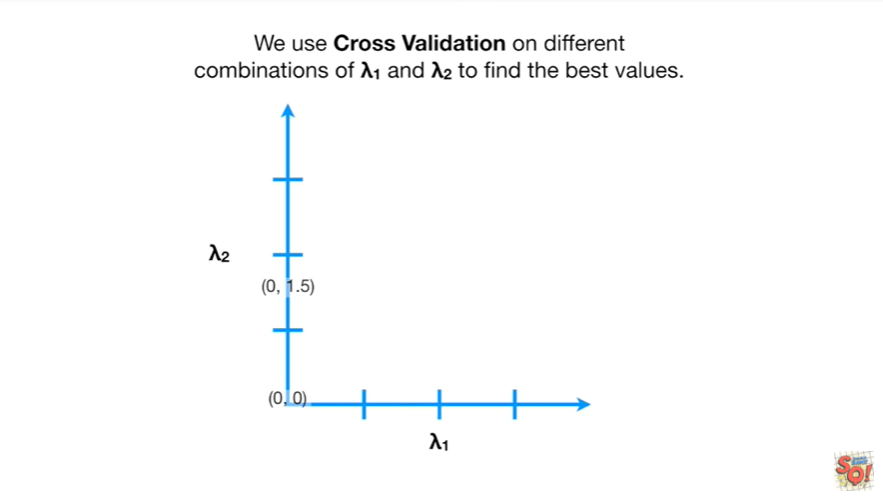 We use Cross Validation on different
combinations of λ₁ and λ₂ to find the best values.
λ₂
(0, 1.5)
(0, 0)
λ₁
SQ!